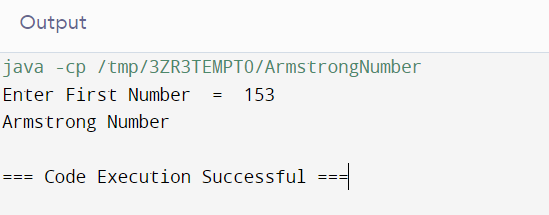 Output
java -cp /tmp/3ZR3TEMPT0/ArmstrongNumber
Enter First Number  =  153
Armstrong Number
=== Code Execution Successful ===